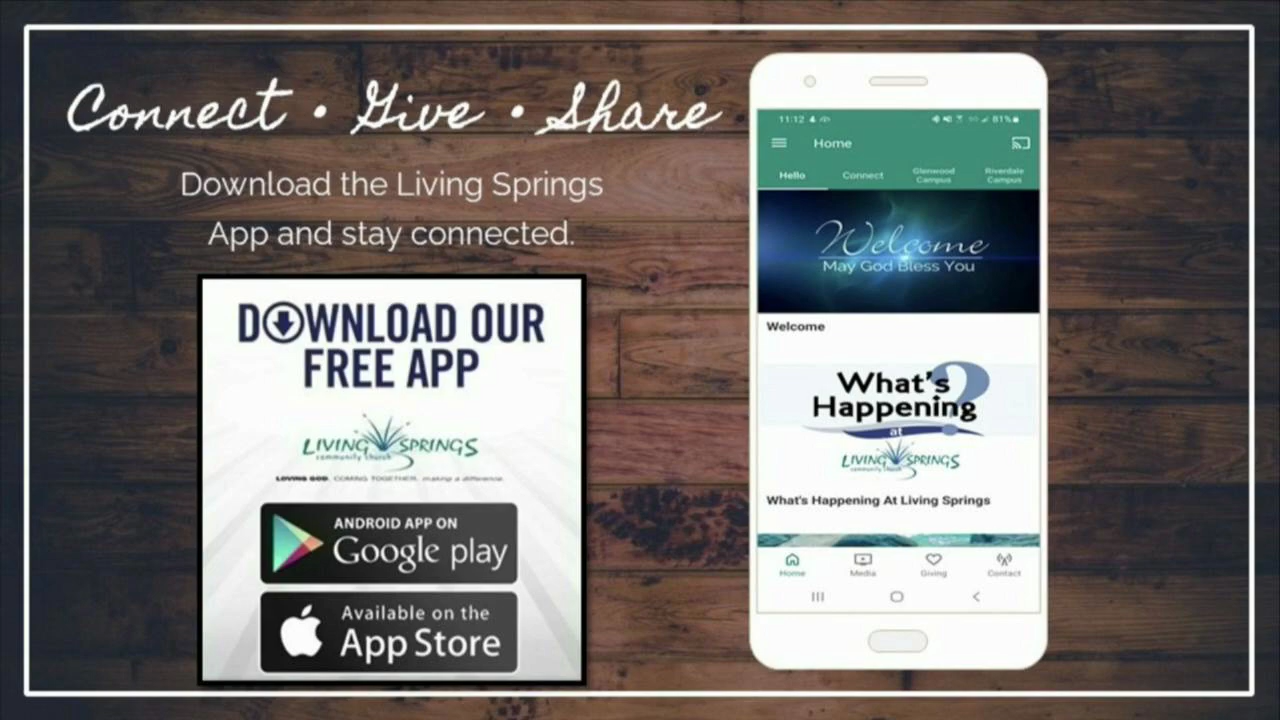 Connect • Give • Share
Download the Living Springs
App and stay connected.
DOWNLOAD OUR
FREE APP
LIVING SPRINGS
community church
LOVING GOD. COMING TOGETHER. making a difference.
ANDROID APP ON
Google play
Available on the
App Store
11:12
81%
Home
Hello
Connect
Glenwood
Campus
Riverdale
Campus
Welcome
May God Bless You
Welcome
What's
Happening?
at
LIVING SPRINGS
community church
What's Happening At Living Springs
Home
Media
Giving
Contact